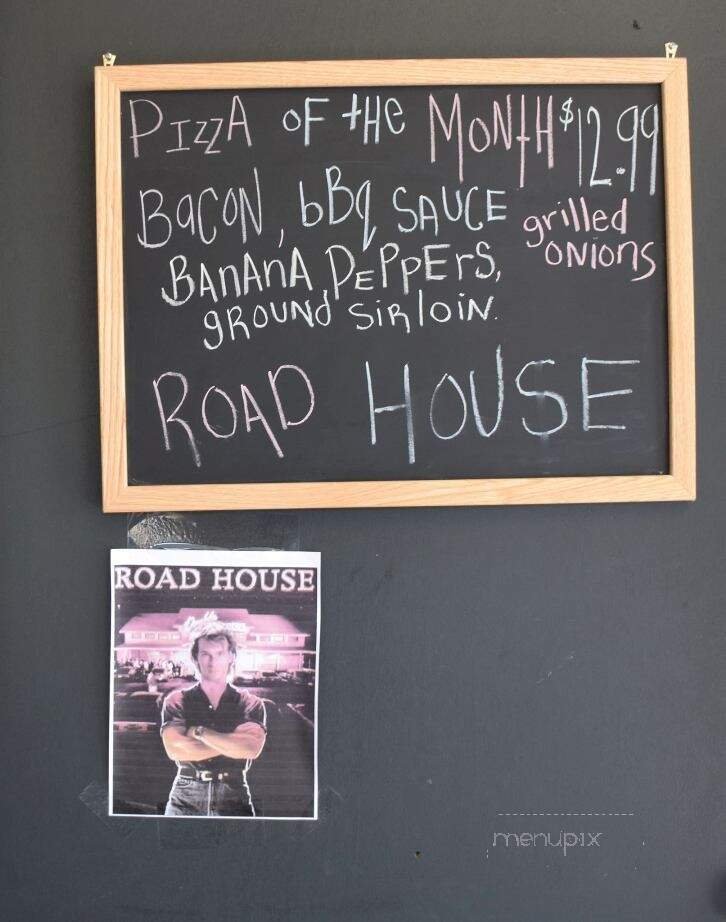 PIZZA OF tHe MONtH $12.99
BaCON, bBq SAUCE grilled
ONIONS
BANANA PEPPErS,
gROUNd SiRloiN.
ROAD HOUSE
ROAD HOUSE
menupix